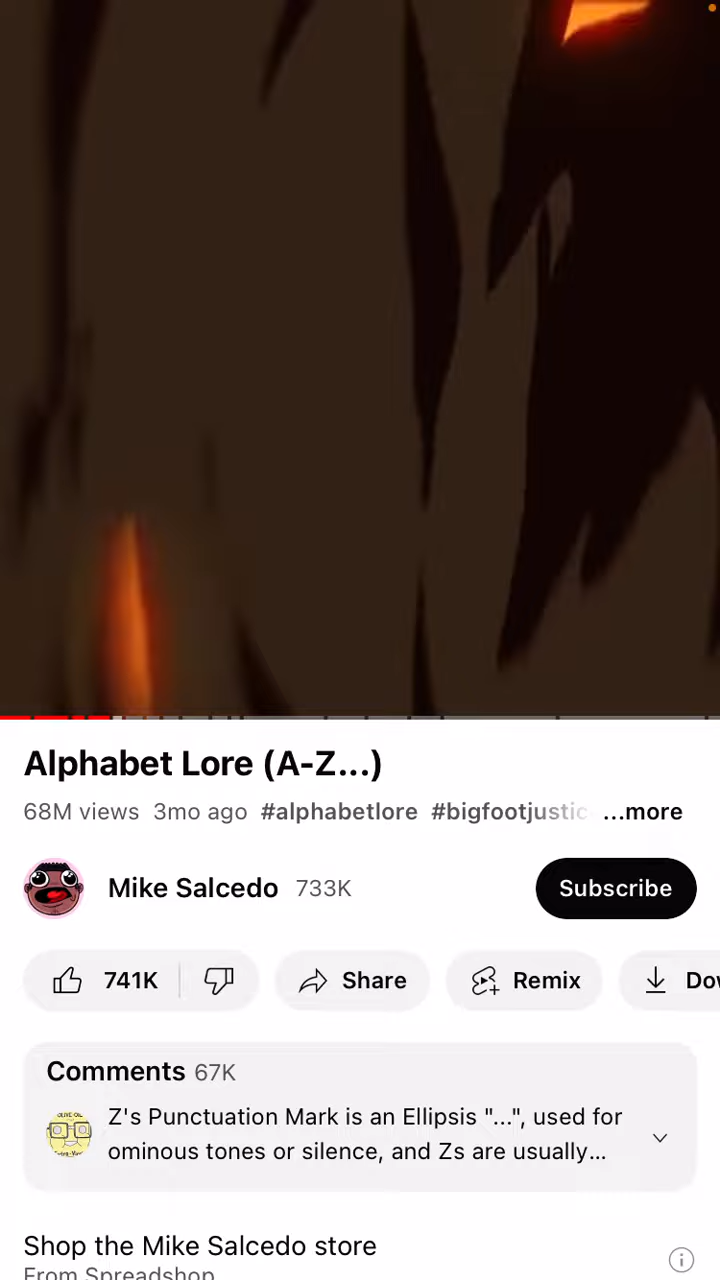 Alphabet Lore (A-Z...)
68M views 3mo ago #alphabetlore #bigfootjustic ...more
Mike Salcedo 733K Subscribe
741K Share Remix Dov
Comments 67K
Z's Punctuation Mark is an Ellipsis "...", used for
ominous tones or silence, and Zs are usually...
Shop the Mike Salcedo store
From Spreadshop